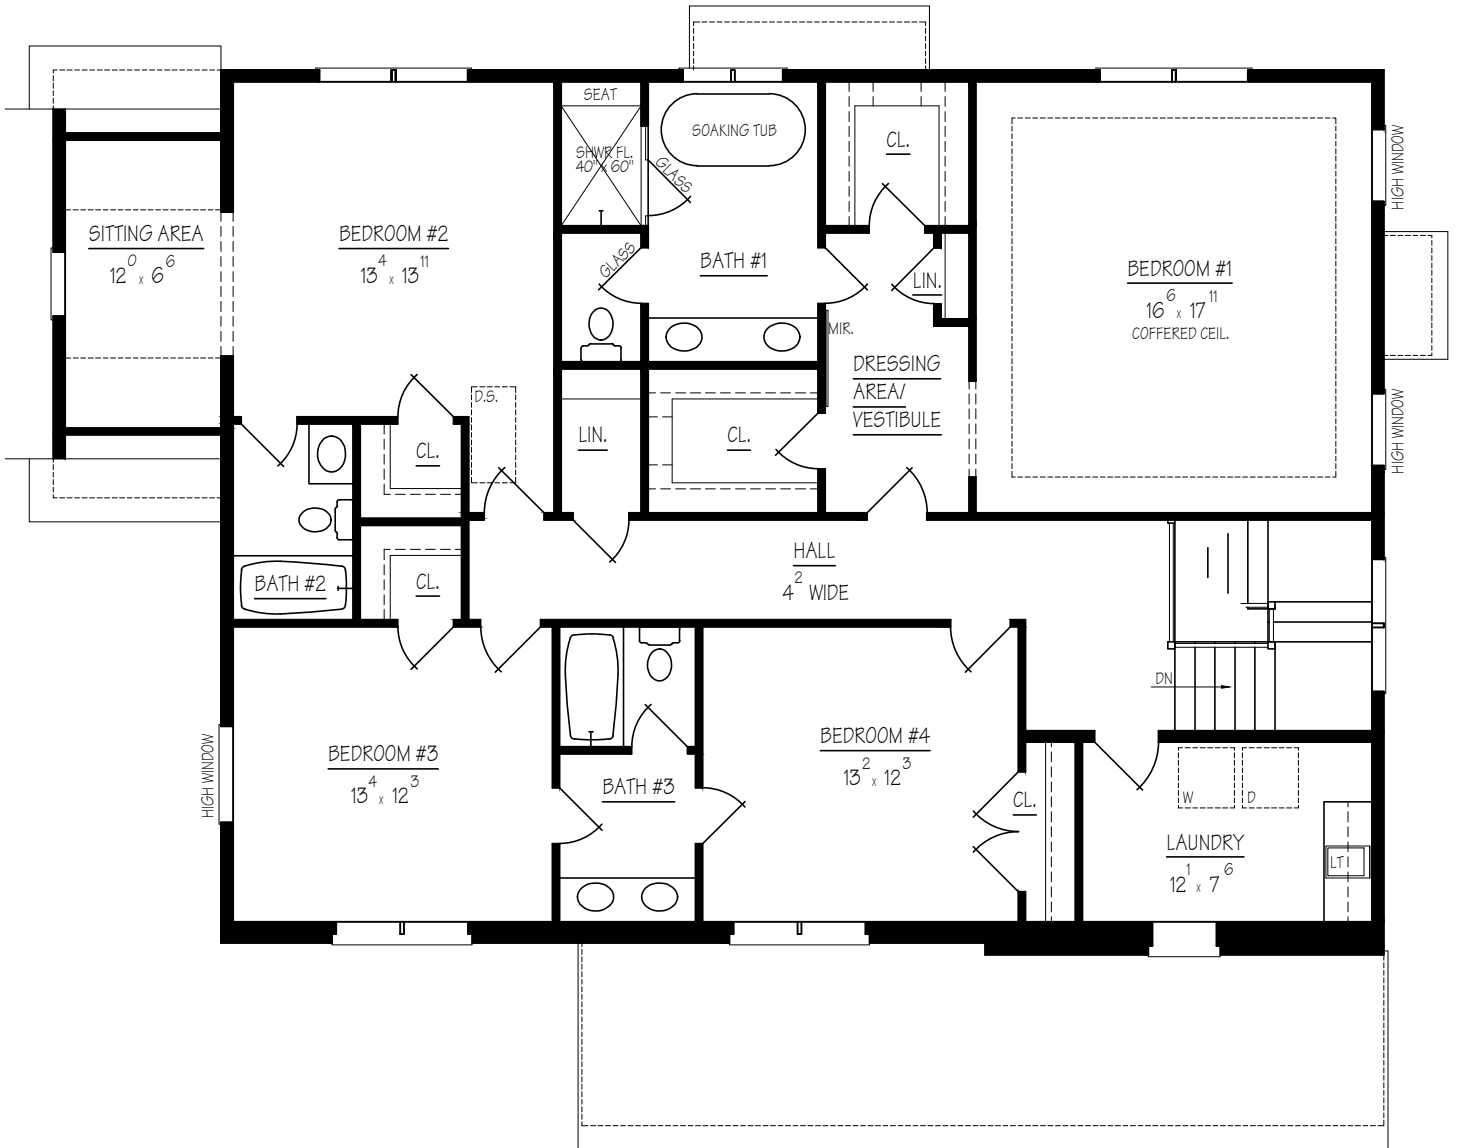 SEAT
SHWR FL.
40" x 60"
GLASS
SOAKING TUB
CL.
HIGH WINDOW
SITTING AREA
12⁰ x 6⁶
BEDROOM #2
13⁴ x 13¹¹
GLASS
BATH #1
LIN.
BEDROOM #1
16⁶ x 17¹¹
COFFERED CEIL.
MIR.
DRESSING
AREA/
VESTIBULE
D.S.
CL.
LIN.
CL.
HIGH WINDOW
BATH #2
CL.
HALL
4² WIDE
DN
BEDROOM #3
13⁴ x 12³
HIGH WINDOW
BATH #3
BEDROOM #4
13² x 12³
CL.
W
D
LAUNDRY
12¹ x 7⁶
LT